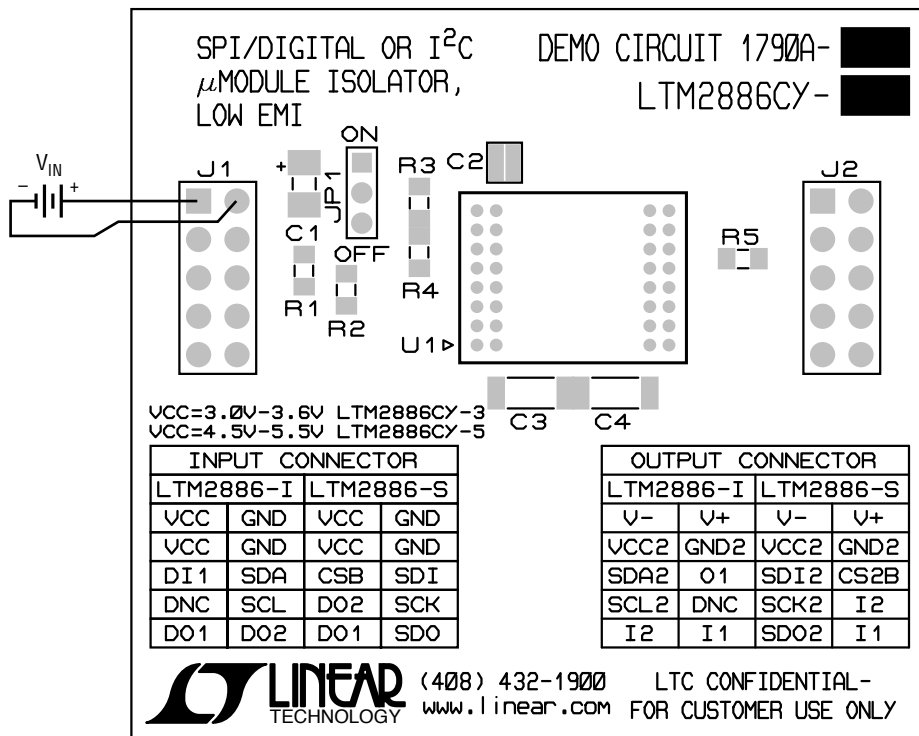 SPI/DIGITAL OR I²C
µMODULE ISOLATOR,
LOW EMI
DEMO CIRCUIT 1790A-
LTM2886CY-
V_IN
- +
J1
+
C1
JP1
ON
OFF
R1
R2
R3
R4
C2
U1
R5
J2
C3
C4
VCC=3.0V-3.6V LTM2886CY-3
VCC=4.5V-5.5V LTM2886CY-5
INPUT CONNECTOR
LTM2886-I LTM2886-S
VCC GND VCC GND
VCC GND VCC GND
DI1 SDA CSB SDI
DNC SCL DO2 SCK
DO1 DO2 DO1 SDO
OUTPUT CONNECTOR
LTM2886-I LTM2886-S
V- V+ V- V+
VCC2 GND2 VCC2 GND2
SDA2 O1 SDI2 CS2B
SCL2 DNC SCK2 I2
I2 I1 SDO2 I1
LT LINEAR
TECHNOLOGY
(408) 432-1900
www.linear.com
LTC CONFIDENTIAL-
FOR CUSTOMER USE ONLY